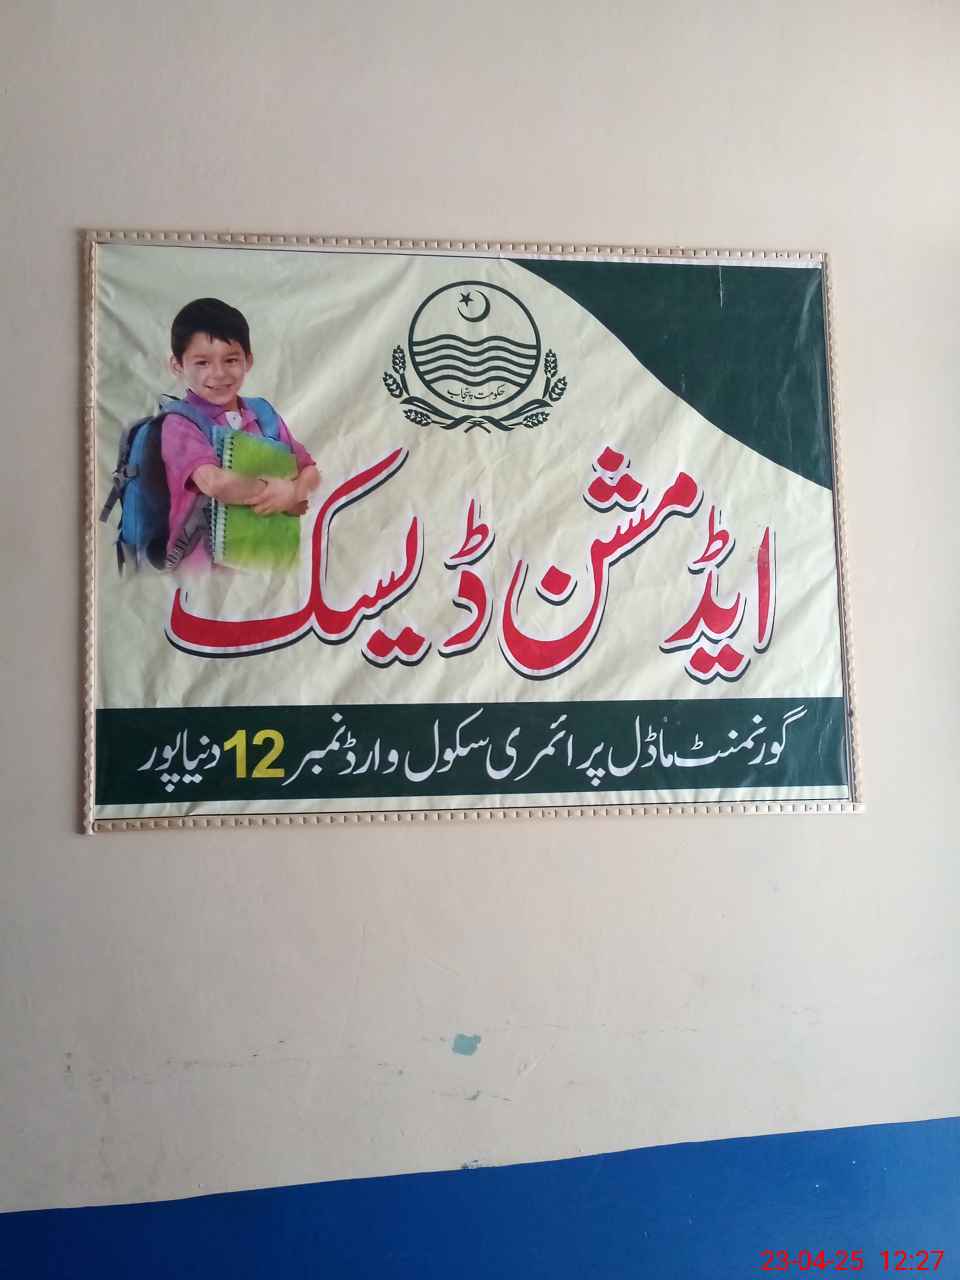 حکومت پنجاب
ایڈمشن ڈیسک
گورنمنٹ ماڈل پرائمری سکول وارڈ نمبر 12 دنیاپور
23-04-25 12:27